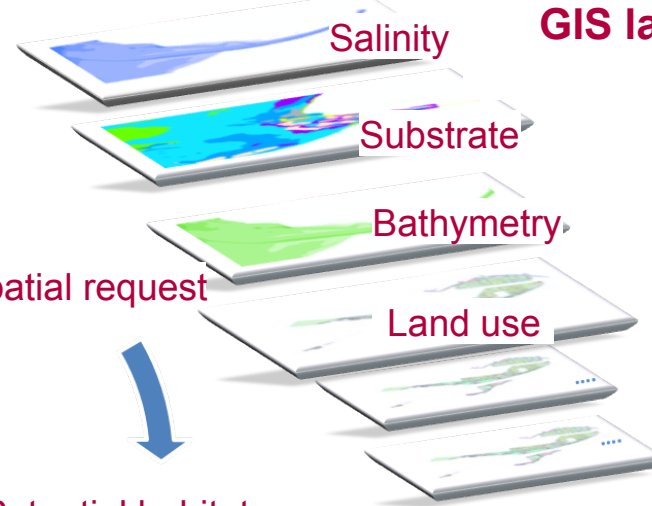 GIS la
Salinity
Substrate
Bathymetry
patial request
Land use
....
....